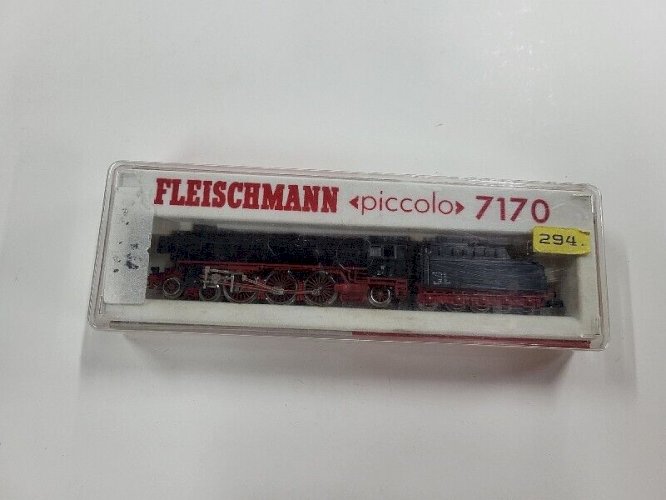 FLEISCHMANN ‹piccolo› 7170
294.